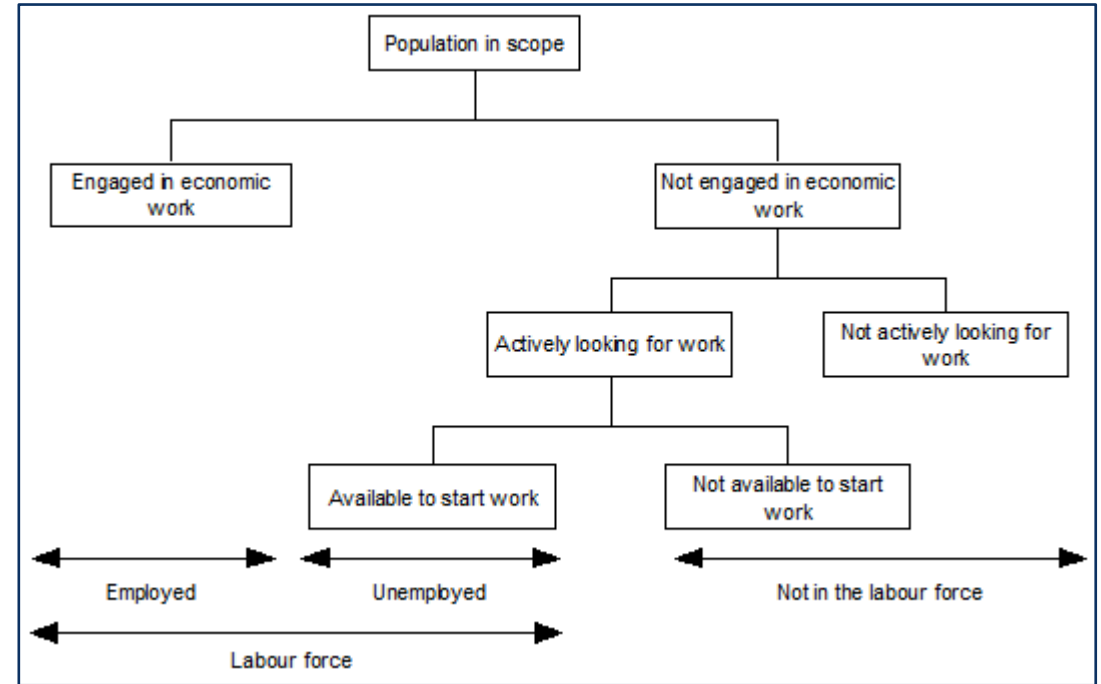 Population in scope
Engaged in economic
work
Not engaged in economic
work
Actively looking for work
Not actively looking for
work
Available to start work
Not available to start
work
Employed
Unemployed
Not in the labour force
Labour force